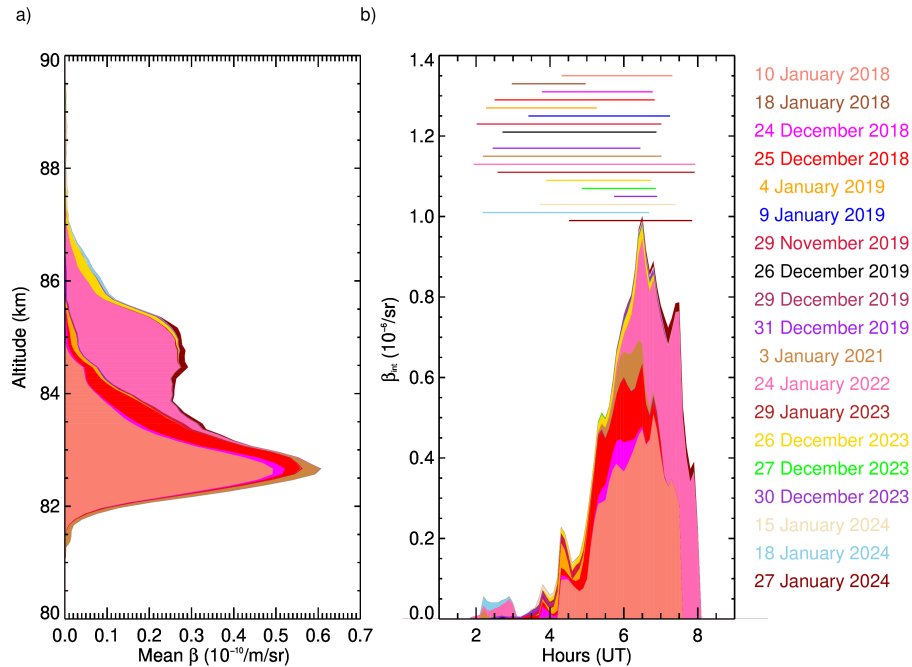 a)
b)
90
88
86
84
82
80
Altitude (km)
0.0 0.1 0.2 0.3 0.4 0.5 0.6 0.7
Mean β (10⁻¹⁰/m/sr)
1.4
1.2
1.0
0.8
0.6
0.4
0.2
0.0
βint (10⁻⁶/sr)
2 4 6 8
Hours (UT)
10 January 2018
18 January 2018
24 December 2018
25 December 2018
4 January 2019
9 January 2019
29 November 2019
26 December 2019
29 December 2019
31 December 2019
3 January 2021
24 January 2022
29 January 2023
26 December 2023
27 December 2023
30 December 2023
15 January 2024
18 January 2024
27 January 2024